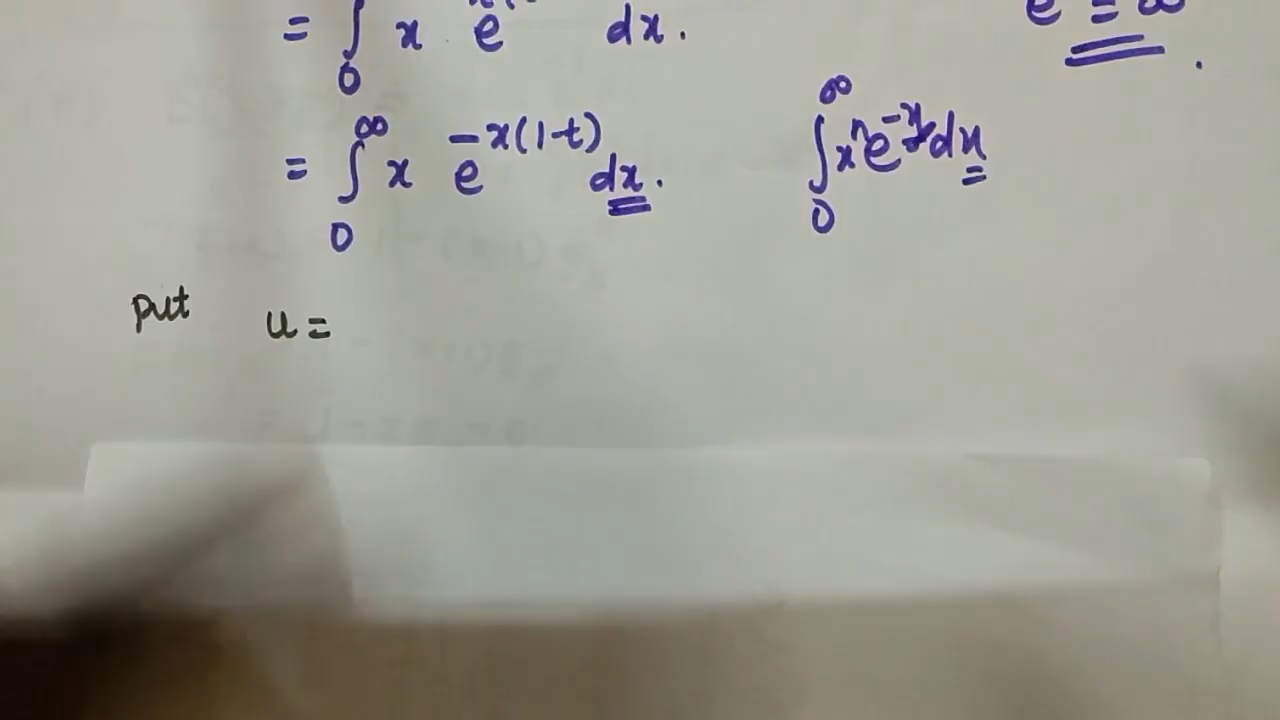 = ∫₀ x e dx.
e = ∞
= ∫₀^∞ x e^{-x(1-t)} dx.
∫₀^∞ xⁿ e^{-x} dx
put u =